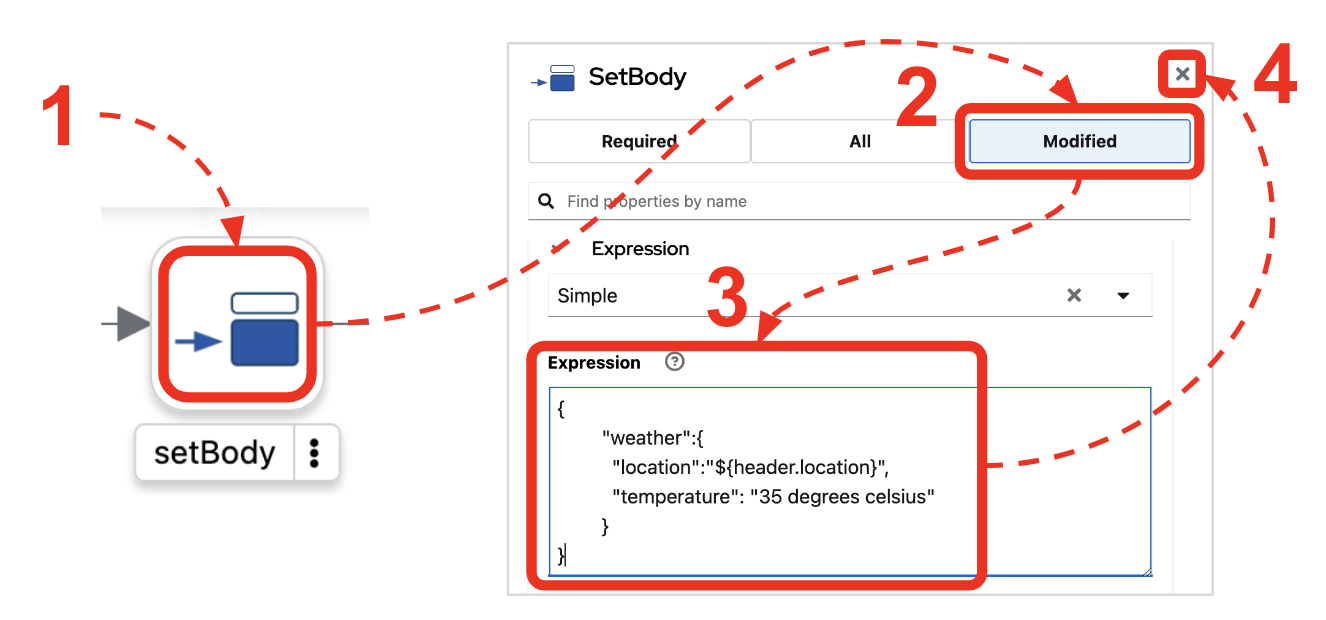 1
setBody
SetBody
2
4
Required
All
Modified
Find properties by name
Expression
Simple
3
Expression
?
{
"weather":{
"location":"${header.location}",
"temperature": "35 degrees celsius"
}
}